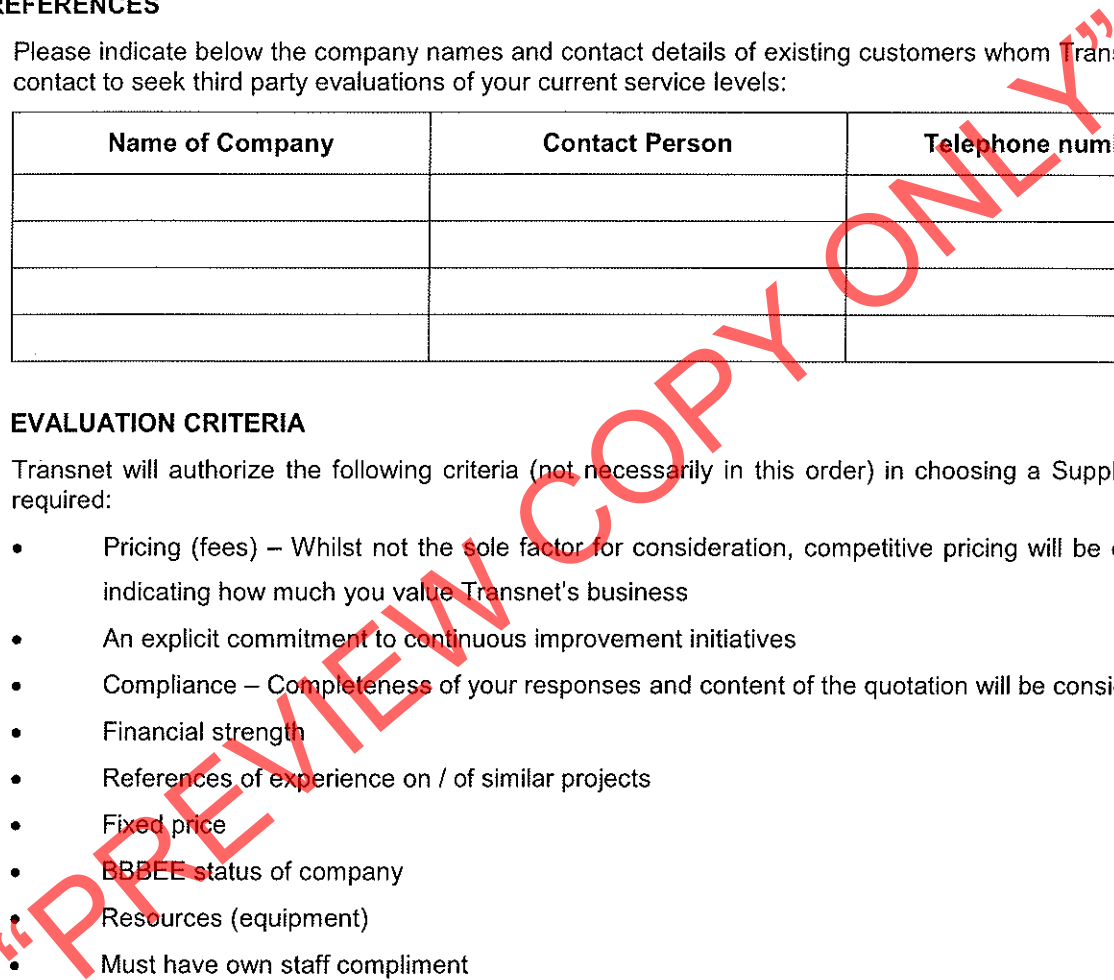 REFERENCES
Please indicate below the company names and contact details of existing customers whom
contact to seek third party evaluations of your current service levels:
Name of Company Contact Person Telephone
EVALUATION CRITERIA
Transnet will authorize the following criteria (not necessarily in this order) in choosing a
required:
• Pricing (fees) – Whilst not the sole factor for consideration, competitive pricing will be
indicating how much you value Transnet's business
• An explicit commitment to continuous improvement initiatives
• Compliance – Completeness of your responses and content of the quotation will be
• Financial strength
• References of experience on / of similar projects
• Fixed price
• BBBEE status of company
• Resources (equipment)
• Must have own staff compliment
“PREVIEW COPY ONLY”